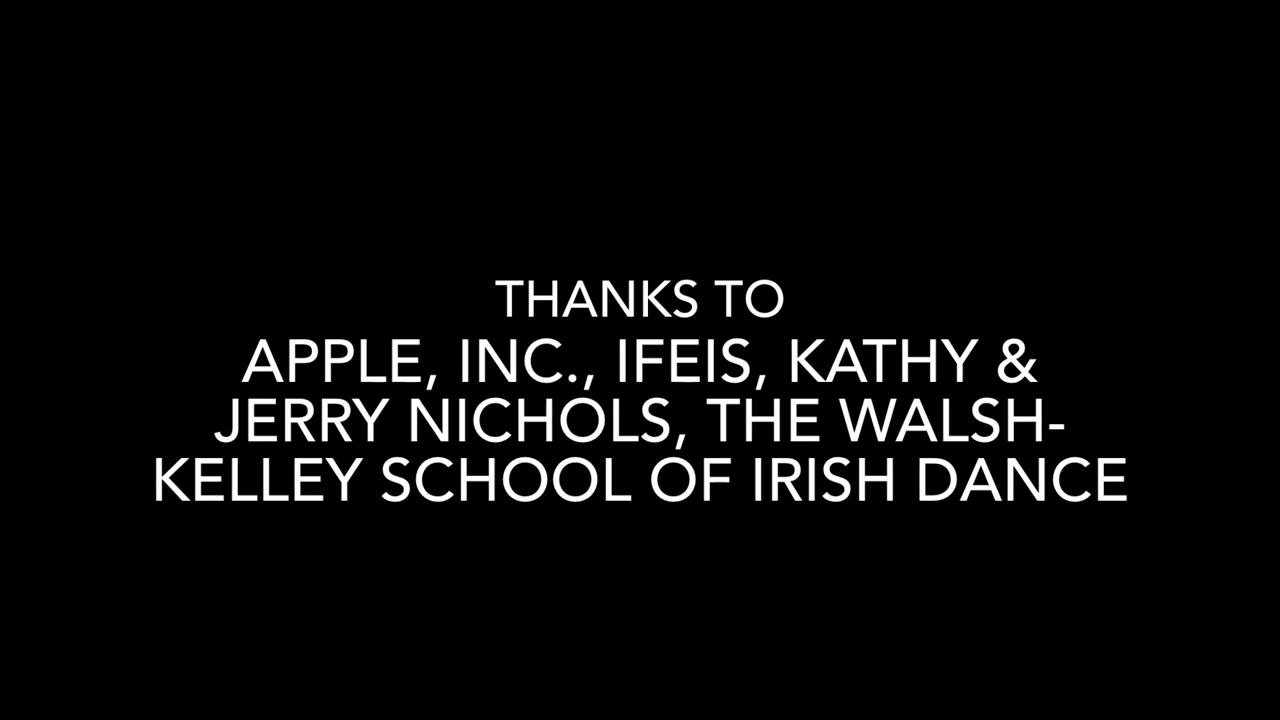 THANKS TO
APPLE, INC., IFEIS, KATHY &
JERRY NICHOLS, THE WALSH-
KELLEY SCHOOL OF IRISH DANCE